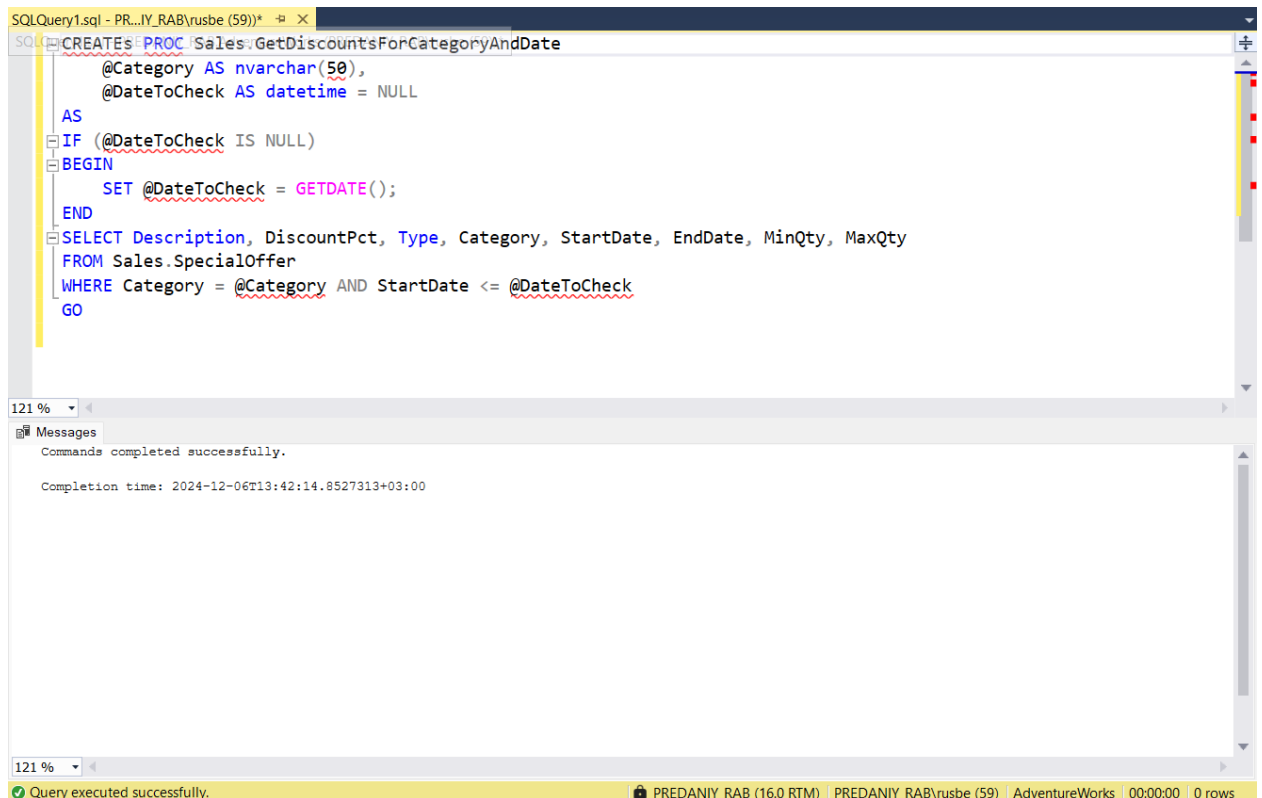 SQLQuery1.sql - PR...IY_RAB\rusbe (59))*
CREATEs PROC Sales.GetDiscountsForCategoryAndDate
@Category AS nvarchar(50),
@DateToCheck AS datetime = NULL
AS
IF (@DateToCheck IS NULL)
BEGIN
SET @DateToCheck = GETDATE();
END
SELECT Description, DiscountPct, Type, Category, StartDate, EndDate, MinQty, MaxQty
FROM Sales.SpecialOffer
WHERE Category = @Category AND StartDate <= @DateToCheck
GO
121 %
Messages
Commands completed successfully.
Completion time: 2024-12-06T13:42:14.8527313+03:00
121 %
Query executed successfully. PREDANIY_RAB (16.0 RTM) PREDANIY_RAB\rusbe (59) AdventureWorks 00:00:00 0 rows